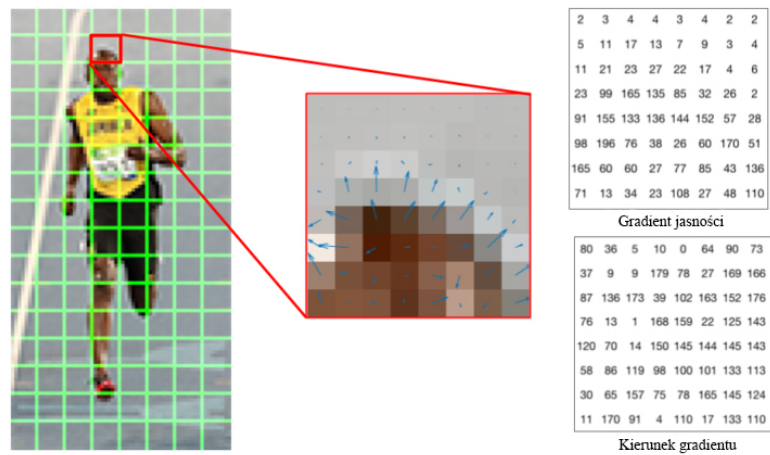 2 3 4 4 3 4 2 2
5 11 17 13 7 9 3 4
11 21 23 27 22 17 4 6
23 99 165 135 85 32 26 2
91 155 133 136 144 152 57 28
98 196 76 38 26 60 170 51
165 60 60 27 77 85 43 136
71 13 34 23 108 27 48 110
Gradient jasności
80 36 5 10 0 64 90 73
37 9 9 179 78 27 169 166
87 136 173 39 102 163 152 176
76 13 1 168 159 22 125 143
120 70 14 150 145 144 145 143
58 86 119 98 100 101 133 113
30 65 157 75 78 165 145 124
11 170 91 4 110 17 133 110
Kierunek gradientu